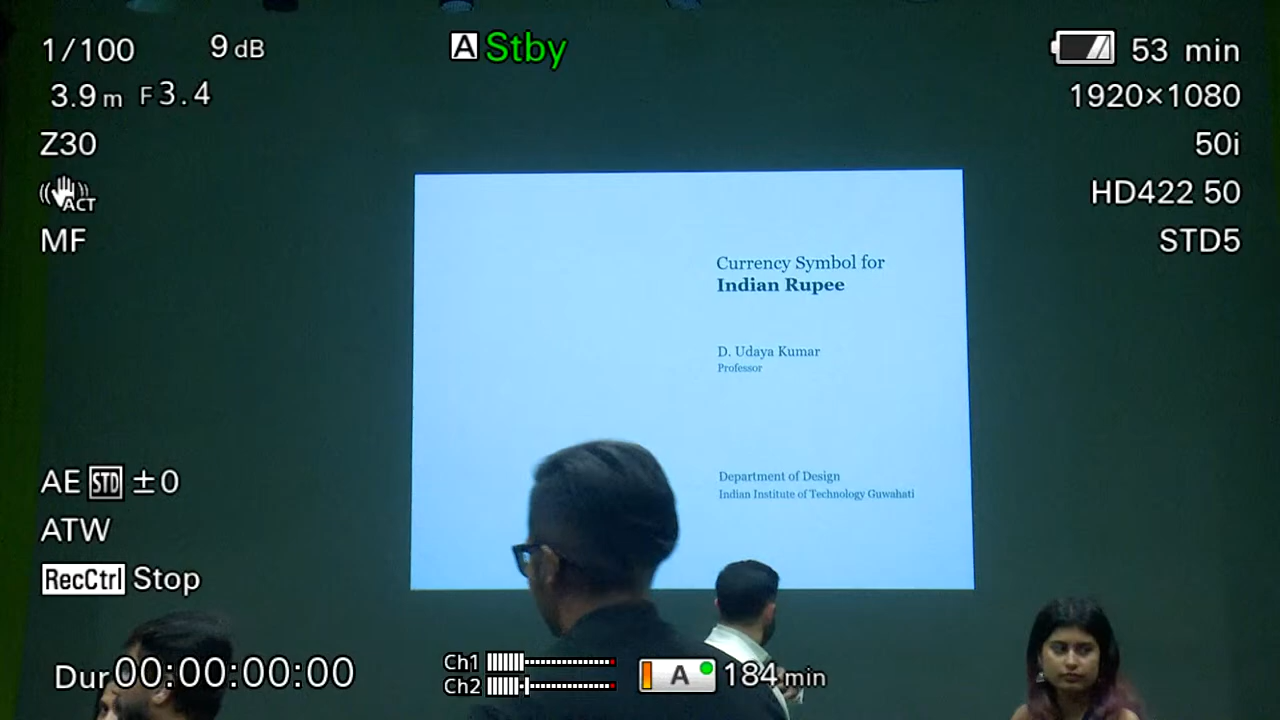 1/100 9 dB
A Stby
53 min
3.9 m F3.4
1920×1080
Z30
50i
ACT
HD422 50
MF
STD5
Currency Symbol for
Indian Rupee
D. Udaya Kumar
Professor
Department of Design
Indian Institute of Technology Guwahati
AE STD ±0
ATW
RecCtrl Stop
Dur 00:00:00:00
Ch1
Ch2
A 184 min